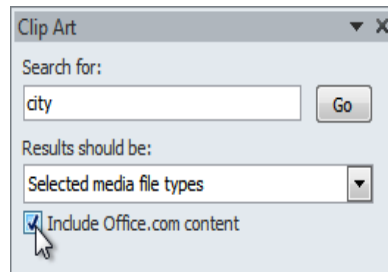 Clip Art
Search for:
city
Go
Results should be:
Selected media file types
Include Office.com content